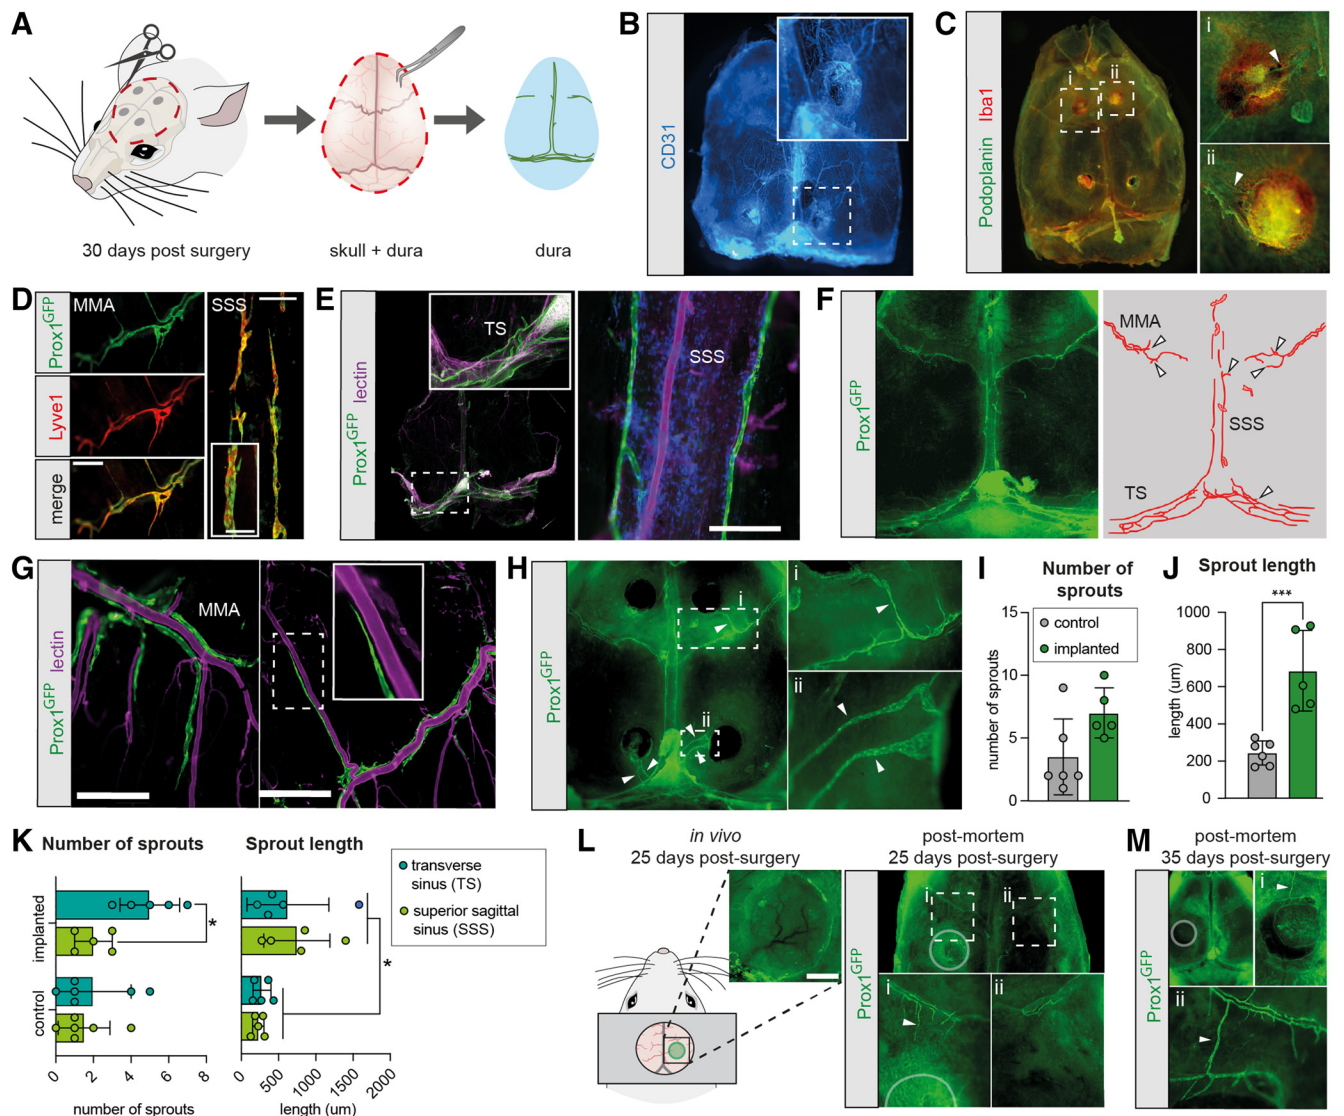 A
30 days post surgery
skull + dura
dura
B
CD31
C
Podoplanin Iba1
i
ii
i
ii
D
Prox1GFP
Lyve1
merge
MMA
SSS
E
Prox1GFP lectin
TS
SSS
F
Prox1GFP
MMA
SSS
TS
G
Prox1GFP lectin
MMA
H
Prox1GFP
i
ii
i
ii
I
Number of
sprouts
15
10
5
0
number of sprouts
control
implanted
J
Sprout length
***
1000
800
600
400
200
0
length (um)
K
Number of sprouts
Sprout length
implanted
control
*
*
0 2 4 6 8
number of sprouts
0 500 1000 1500 2000
length (um)
transverse
sinus (TS)
superior sagittal
sinus (SSS)
L
in vivo
25 days post-surgery
post-mortem
25 days post-surgery
Prox1GFP
i
ii
i
ii
M
post-mortem
35 days post-surgery
Prox1GFP
i
ii